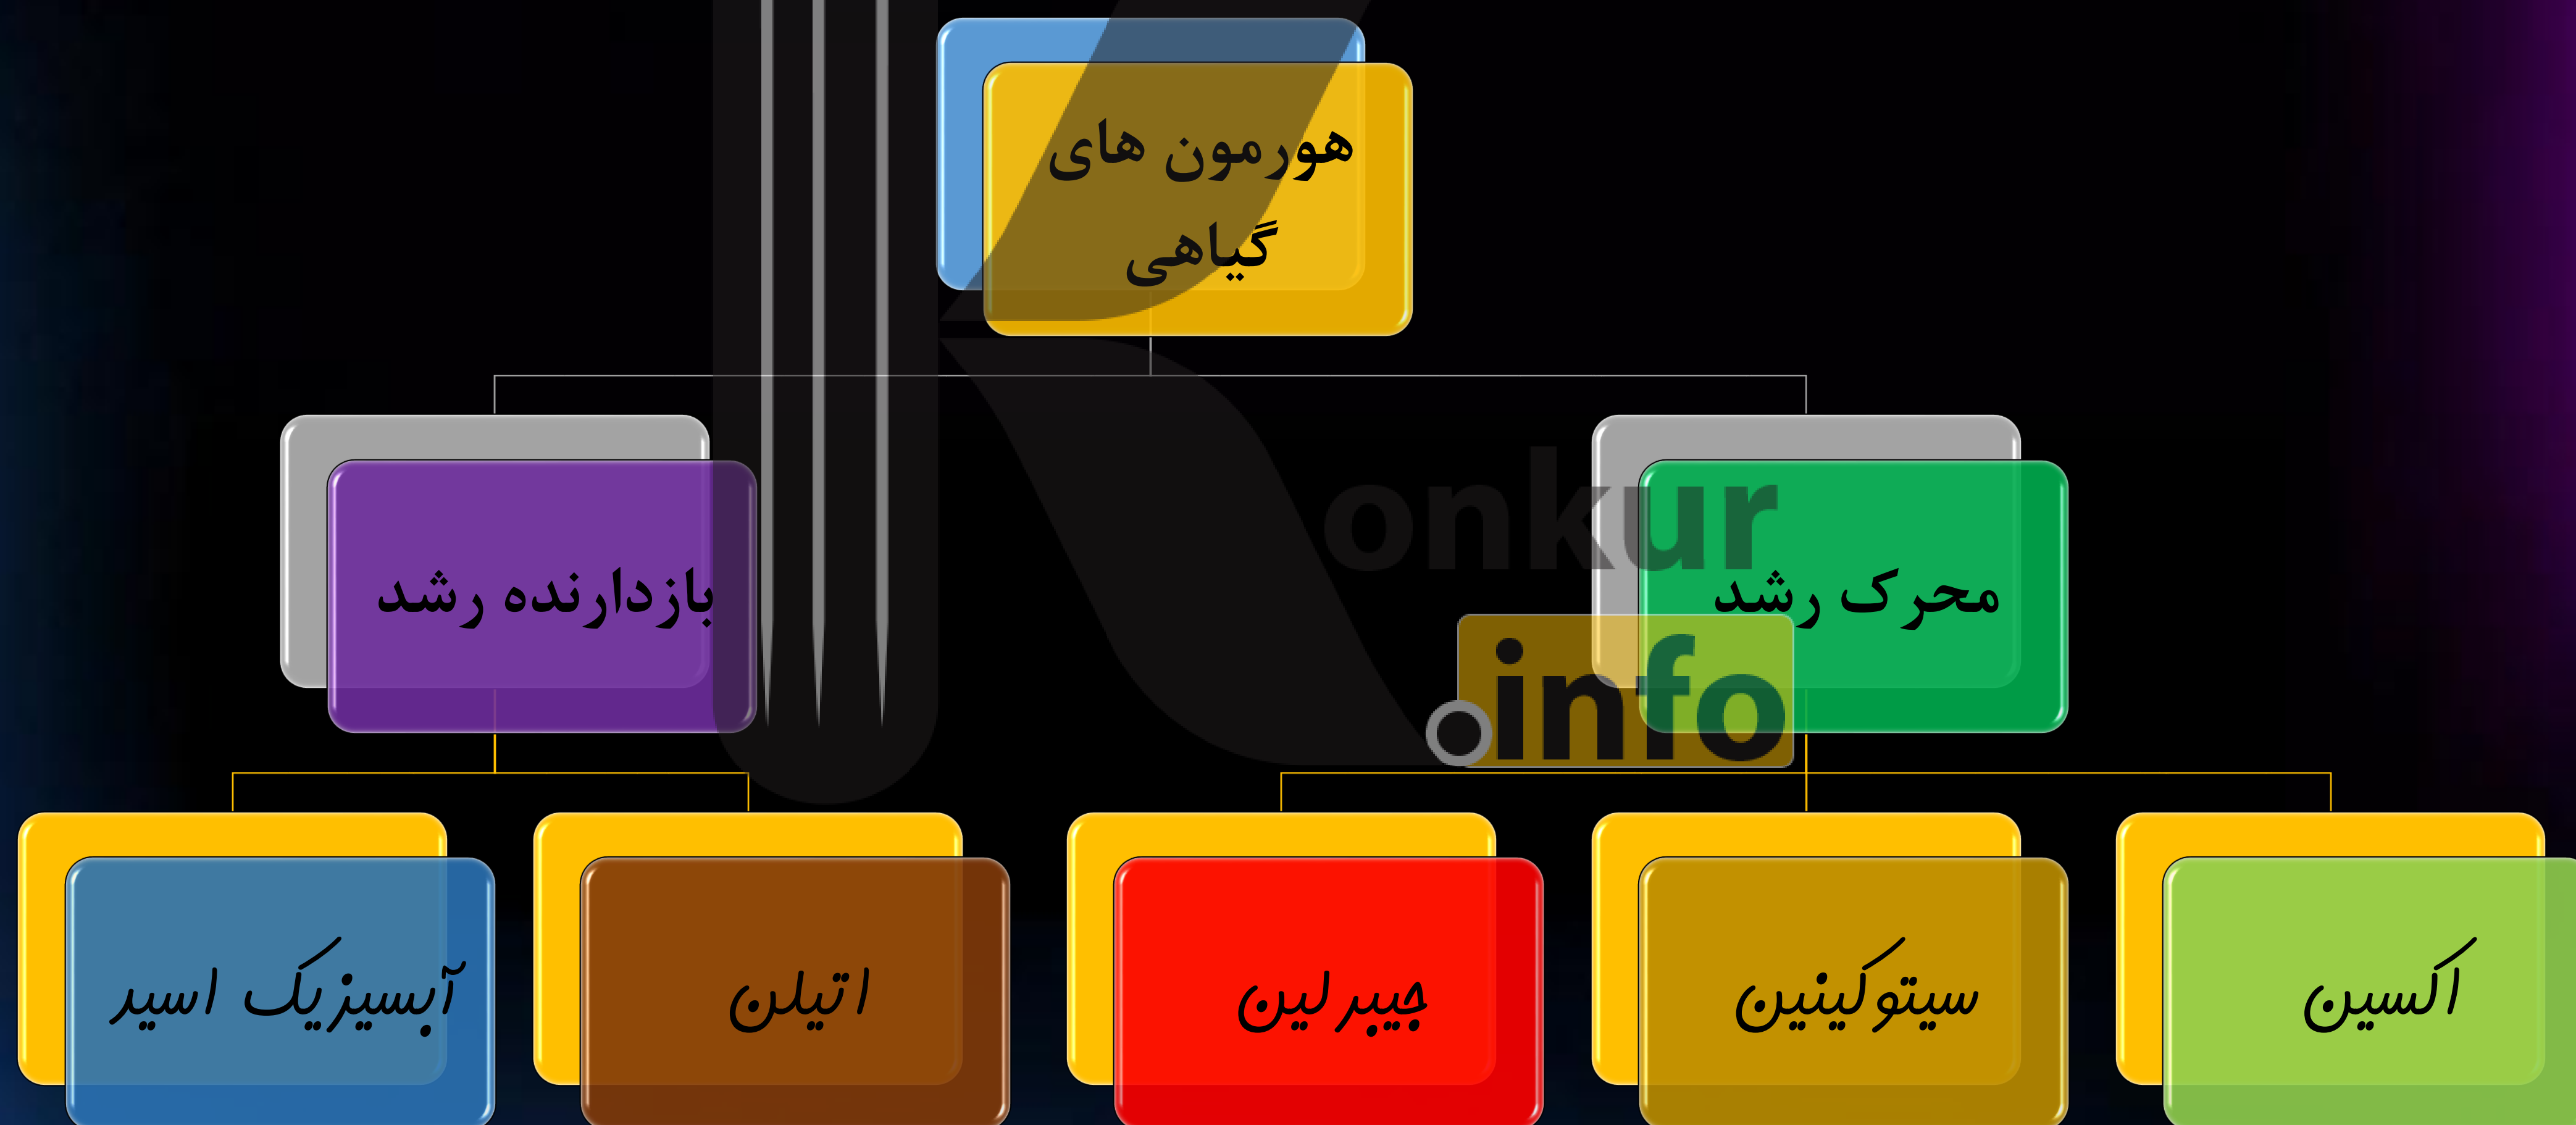 هورمون های
گیاهی
محرک رشد
بازدارنده رشد
Konkur
.info
اکسین
سیتوکینین
جیبرلین
اتیلن
آبسیزیک اسید